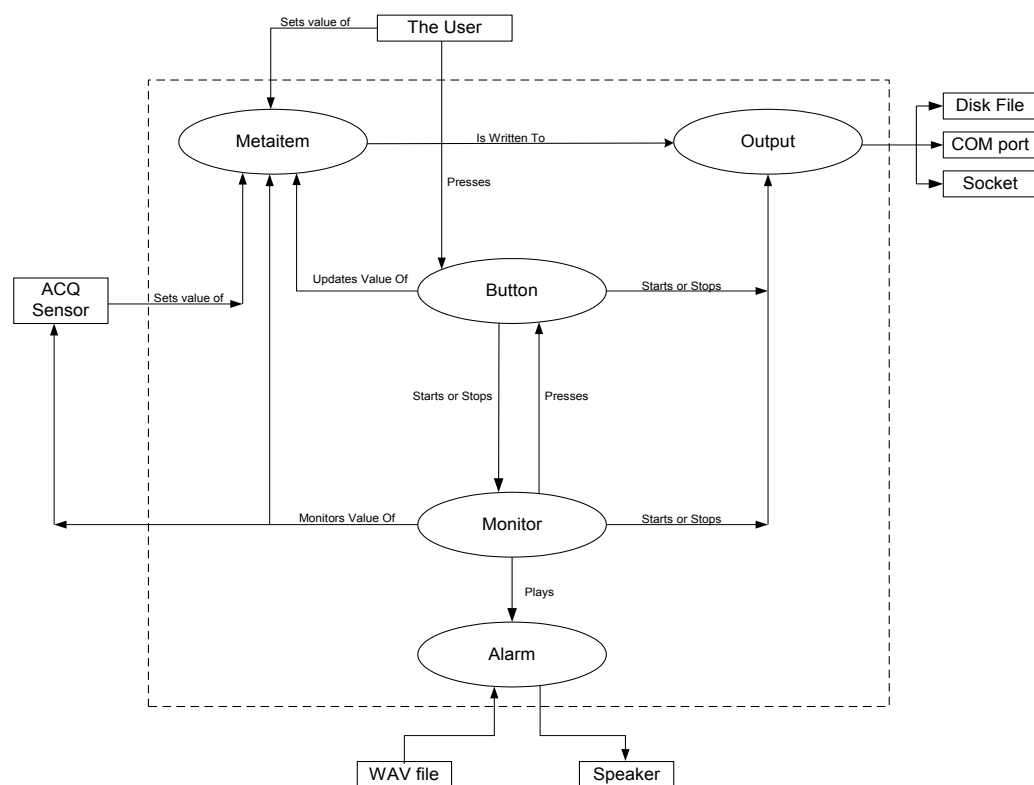 Sets value of
The User
Disk File
Metaitem
Is Written To
Output
COM port
Presses
Socket
Updates Value Of
Button
Starts or Stops
ACQ
Sensor
Sets value of
Starts or Stops
Presses
Monitors Value Of
Monitor
Starts or Stops
Plays
Alarm
WAV file
Speaker